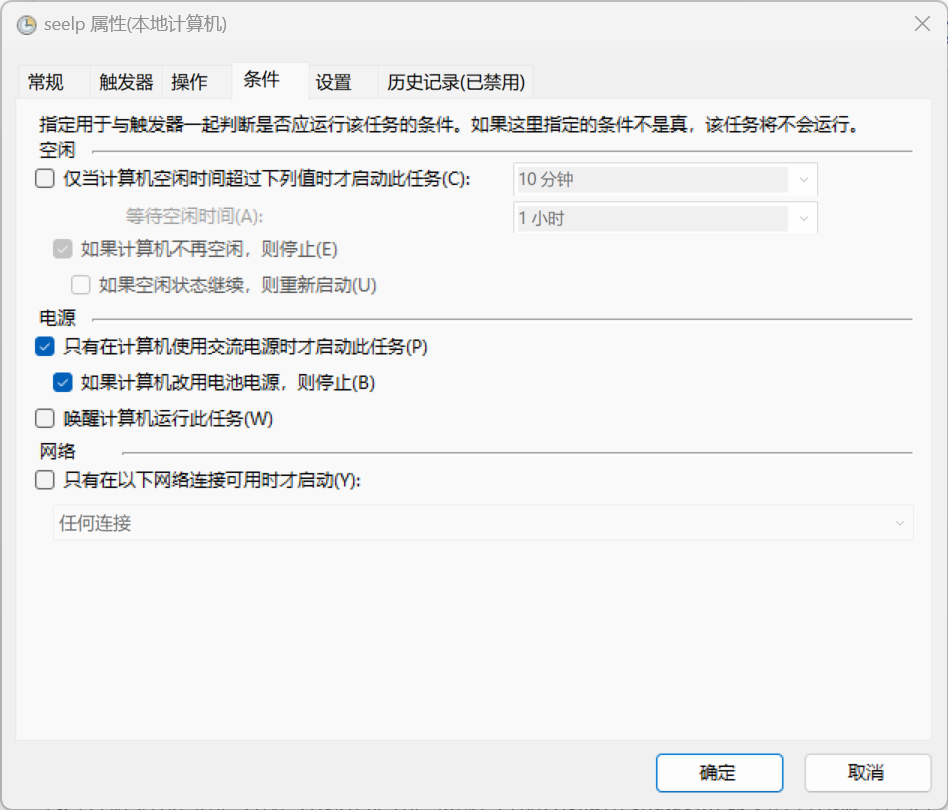 seelp 属性(本地计算机)
常规 触发器 操作 条件 设置 历史记录(已禁用)
指定用于与触发器一起判断是否应运行该任务的条件。如果这里指定的条件不是真，该任务将不会运行。
空闲
仅当计算机空闲时间超过下列值时才启动此任务(C): 10 分钟
等待空闲时间(A): 1 小时
如果计算机不再空闲，则停止(E)
如果空闲状态继续，则重新启动(U)
电源
只有在计算机使用交流电源时才启动此任务(P)
如果计算机改用电池电源，则停止(B)
唤醒计算机运行此任务(W)
网络
只有在以下网络连接可用时才启动(Y):
任何连接
确定 取消